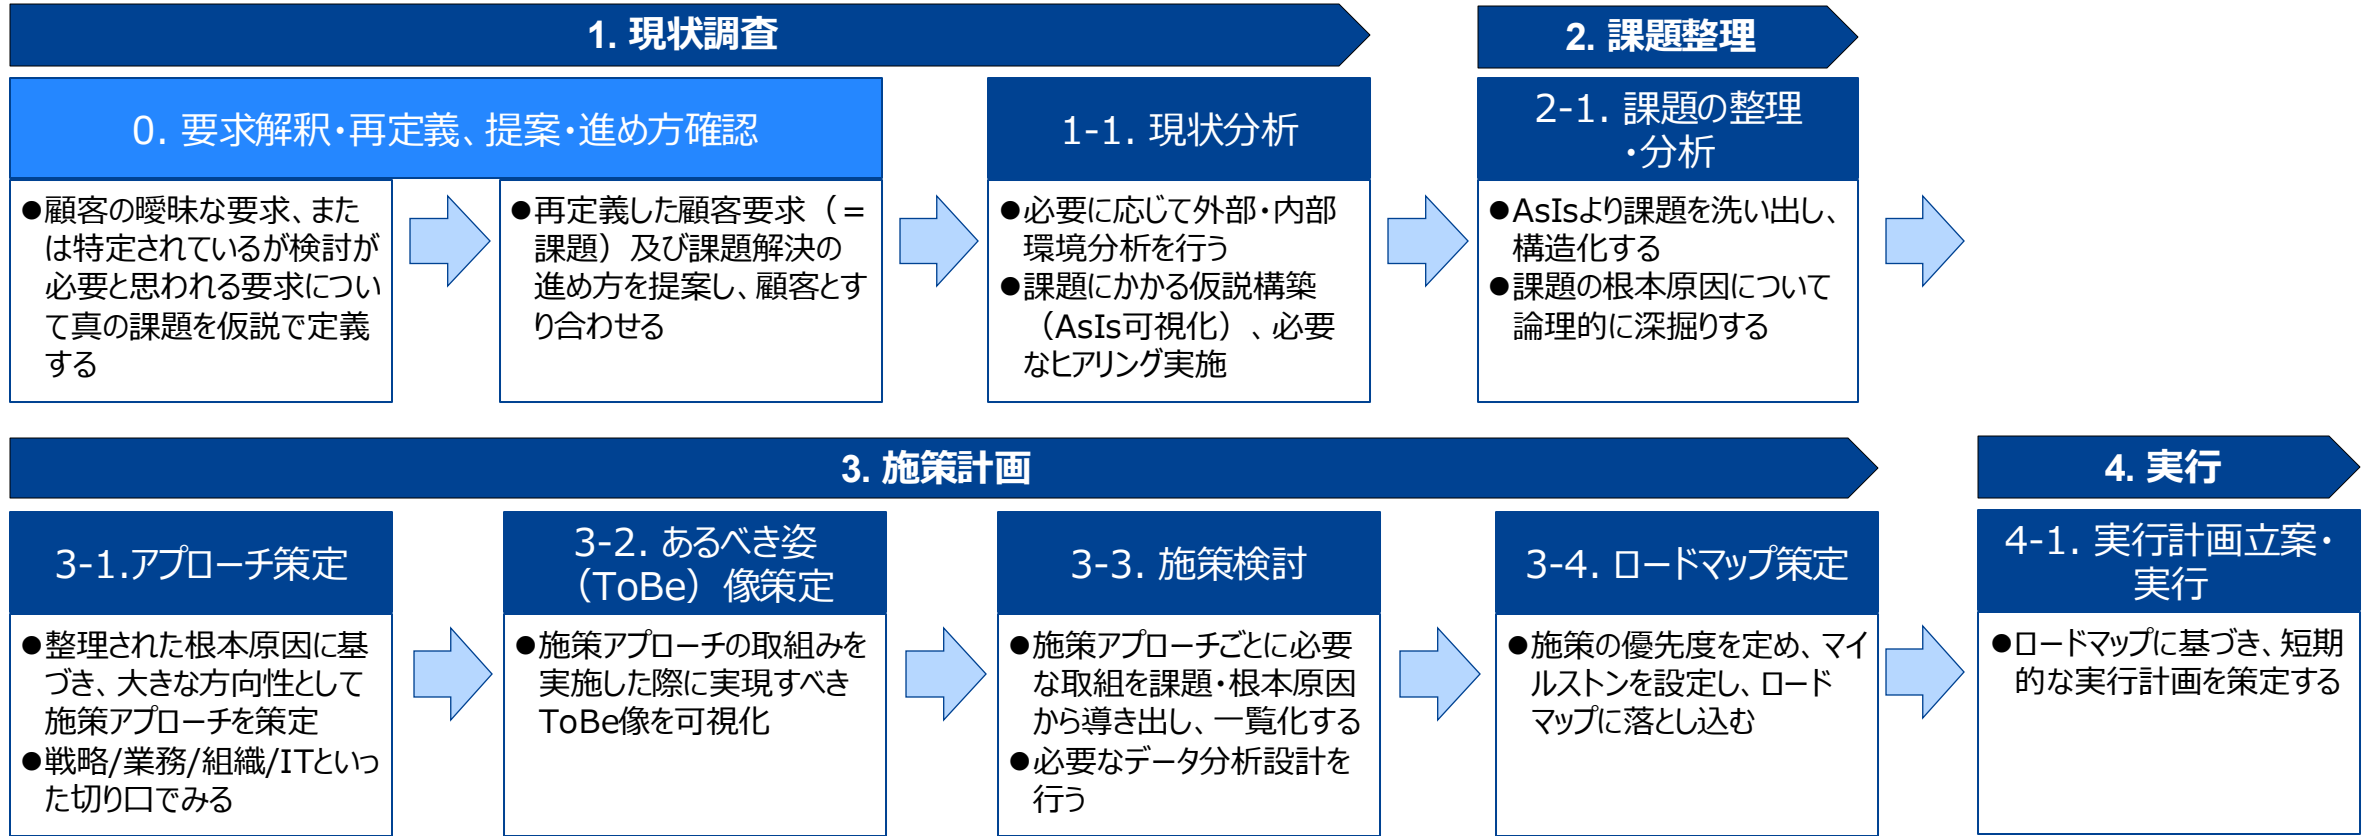 1. 現状調査
2. 課題整理
0. 要求解釈・再定義、提案・進め方確認
1-1. 現状分析
2-1. 課題の整理
・分析
●顧客の曖昧な要求、また
は特定されているが検討が
必要と思われる要求につい
て真の課題を仮説で定義
する
●再定義した顧客要求（＝
課題）及び課題解決の
進め方を提案し、顧客とす
り合わせる
●必要に応じて外部・内部
環境分析を行う
●課題にかかる仮説構築
（AsIs可視化）、必要
なヒアリング実施
●AsIsより課題を洗い出し、
構造化する
●課題の根本原因について
論理的に深掘りする
3. 施策計画
4. 実行
3-1.アプローチ策定
3-2. あるべき姿
（ToBe）像策定
3-3. 施策検討
3-4. ロードマップ策定
4-1. 実行計画立案・
実行
●整理された根本原因に基
づき、大きな方向性として
施策アプローチを策定
●戦略/業務/組織/ITといっ
た切り口でみる
●施策アプローチの取組みを
実施した際に実現すべき
ToBe像を可視化
●施策アプローチごとに必要
な取組を課題・根本原因
から導き出し、一覧化する
●必要なデータ分析設計を
行う
●施策の優先度を定め、マイ
ルストンを設定し、ロード
マップに落とし込む
●ロードマップに基づき、短期
的な実行計画を策定する